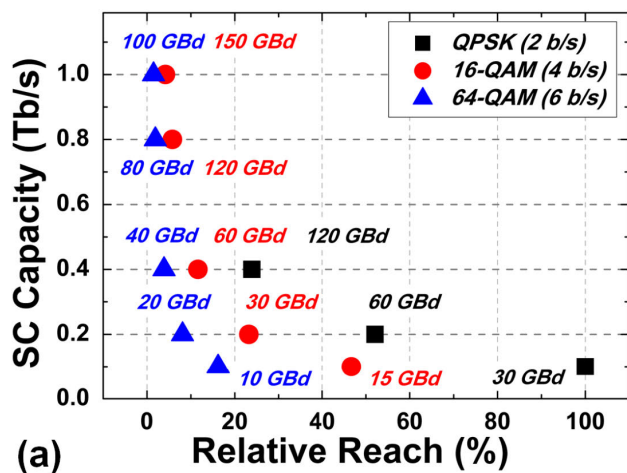 100 GBd 150 GBd
QPSK (2 b/s)
16-QAM (4 b/s)
64-QAM (6 b/s)
1.0
0.8
80 GBd 120 GBd
0.6
40 GBd 60 GBd 120 GBd
0.4
20 GBd 30 GBd 60 GBd
0.2
10 GBd 15 GBd 30 GBd
0.0
SC Capacity (Tb/s)
0 20 40 60 80 100
(a) Relative Reach (%)